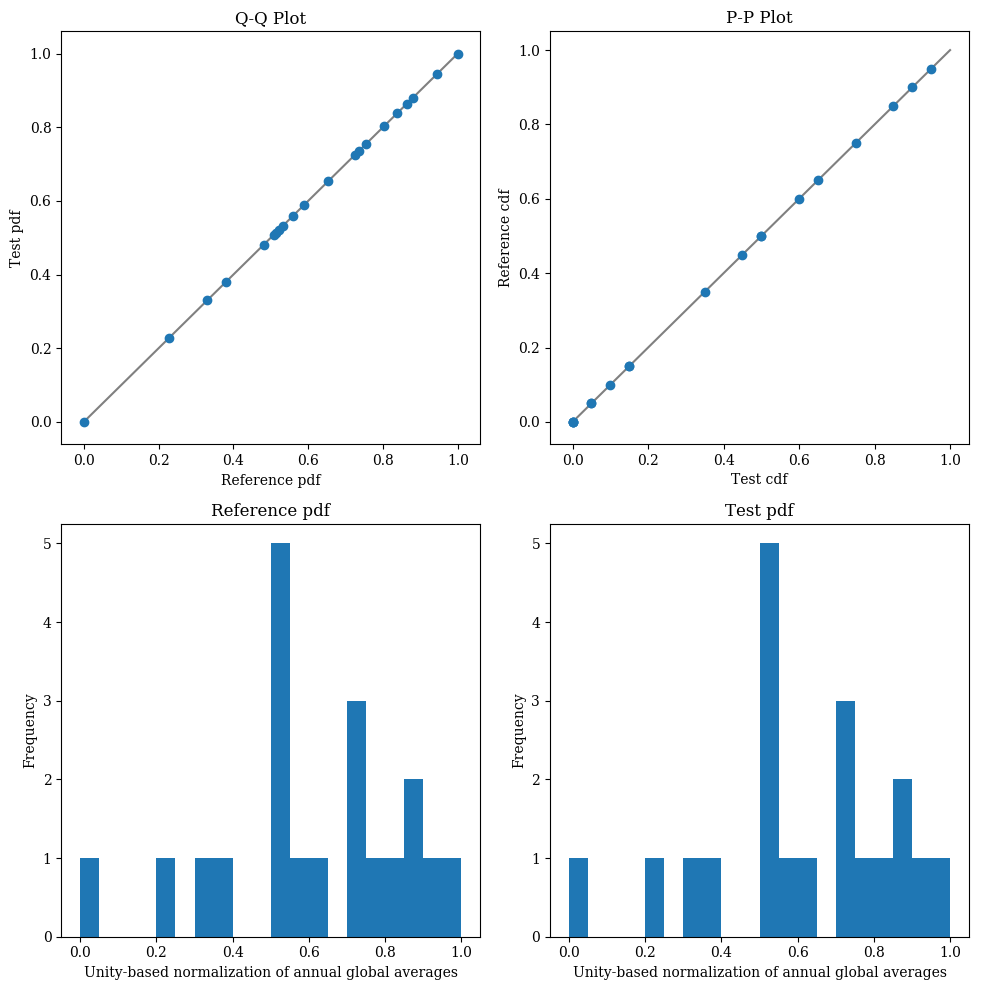 Q-Q Plot
1.0
0.8
0.6
0.4
0.2
0.0
Test pdf
0.0 0.2 0.4 0.6 0.8 1.0
Reference pdf
P-P Plot
1.0
0.8
0.6
0.4
0.2
0.0
Reference cdf
0.0 0.2 0.4 0.6 0.8 1.0
Test cdf
Reference pdf
5
4
3
2
1
0
Frequency
0.0 0.2 0.4 0.6 0.8 1.0
Unity-based normalization of annual global averages
Test pdf
5
4
3
2
1
0
Frequency
0.0 0.2 0.4 0.6 0.8 1.0
Unity-based normalization of annual global averages